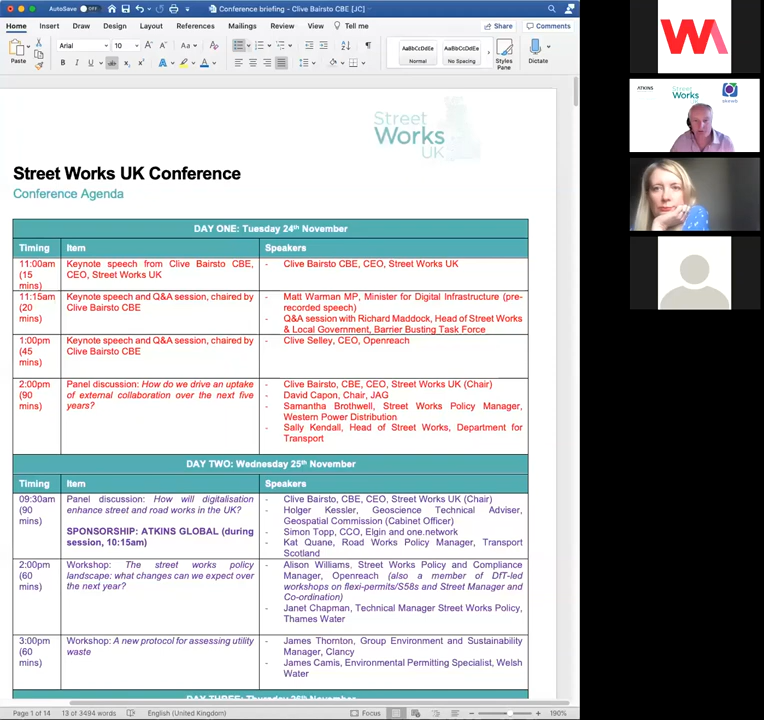 AutoSave OFF
Conference briefing - Clive Bairsto CBE [JC]
Home Insert Draw Design Layout References Mailings Review View Tell me Share Comments
Paste
Arial 10
AaBbCcDdEe AaBbCcDdEe
Normal No Spacing Styles Pane Dictate
Street
Works
UK
Street Works UK Conference
Conference Agenda
DAY ONE: Tuesday 24th November
Timing Item Speakers
11:00am (15 mins) Keynote speech from Clive Bairsto CBE, CEO, Street Works UK - Clive Bairsto CBE, CEO, Street Works UK
11:15am (20 mins) Keynote speech and Q&A session, chaired by Clive Bairsto CBE - Matt Warman MP, Minister for Digital Infrastructure (pre-recorded speech)
- Q&A session with Richard Maddock, Head of Street Works & Local Government, Barrier Busting Task Force
1:00pm (45 mins) Keynote speech and Q&A session, chaired by Clive Bairsto CBE - Clive Selley, CEO, Openreach
2:00pm (90 mins) Panel discussion: How do we drive an uptake of external collaboration over the next five years? - Clive Bairsto, CBE, CEO, Street Works UK (Chair)
- David Capon, Chair, JAG
- Samantha Brothwell, Street Works Policy Manager, Western Power Distribution
- Sally Kendall, Head of Street Works, Department for Transport
DAY TWO: Wednesday 25th November
Timing Item Speakers
09:30am (90 mins) Panel discussion: How will digitalisation enhance street and road works in the UK?
SPONSORSHIP: ATKINS GLOBAL (during session, 10:15am)
- Clive Bairsto, CBE, CEO, Street Works UK (Chair)
- Holger Kessler, Geoscience Technical Adviser, Geospatial Commission (Cabinet Officer)
- Simon Topp, CCO, Elgin and one.network
- Kat Quane, Road Works Policy Manager, Transport Scotland
2:00pm (60 mins) Workshop: The street works policy landscape: what changes can we expect over the next year? - Alison Williams, Street Works Policy and Compliance Manager, Openreach (also a member of DfT-led workshops on flexi-permits/S58s and Street Manager and Co-ordination)
- Janet Chapman, Technical Manager Street Works Policy, Thames Water
3:00pm (60 mins) Workshop: A new protocol for assessing utility waste - James Thornton, Group Environment and Sustainability Manager, Clancy
- James Camis, Environmental Permitting Specialist, Welsh Water
DAY THREE: Thursday 26th November
Page 1 of 14 13 of 3494 words English (United Kingdom) Focus 190%
ATKINS
Street
Works
UK
skewb